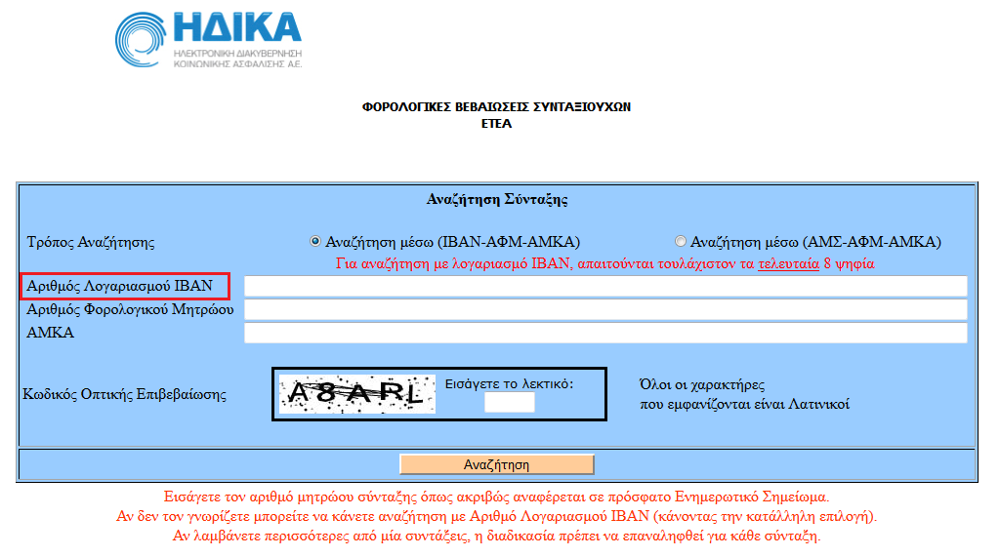 ΗΔΙΚΑ
ΗΛΕΚΤΡΟΝΙΚΗ ΔΙΑΚΥΒΕΡΝΗΣΗ
ΚΟΙΝΩΝΙΚΗΣ ΑΣΦΑΛΙΣΗΣ Α.Ε.
ΦΟΡΟΛΟΓΙΚΕΣ ΒΕΒΑΙΩΣΕΙΣ ΣΥΝΤΑΞΙΟΥΧΩΝ
ΕΤΕΑ
Αναζήτηση Σύνταξης
Τρόπος Αναζήτησης Αναζήτηση μέσω (ΙΒΑΝ-ΑΦΜ-ΑΜΚΑ) Αναζήτηση μέσω (ΑΜΣ-ΑΦΜ-ΑΜΚΑ)
Για αναζήτηση με λογαριασμό ΙΒΑΝ, απαιτούνται τουλάχιστον τα τελευταία 8 ψηφία
Αριθμός Λογαριασμού ΙΒΑΝ
Αριθμός Φορολογικού Μητρώου
ΑΜΚΑ
Κωδικός Οπτικής Επιβεβαίωσης A8ARL Εισάγετε το λεκτικό: Όλοι οι χαρακτήρες
που εμφανίζονται είναι Λατινικοί
Αναζήτηση
Εισάγετε τον αριθμό μητρώου σύνταξης όπως ακριβώς αναφέρεται σε πρόσφατο Ενημερωτικό Σημείωμα.
Αν δεν τον γνωρίζετε μπορείτε να κάνετε αναζήτηση με Αριθμό Λογαριασμού ΙΒΑΝ (κάνοντας την κατάλληλη επιλογή).
Αν λαμβάνετε περισσότερες από μία συντάξεις, η διαδικασία πρέπει να επαναληφθεί για κάθε σύνταξη.